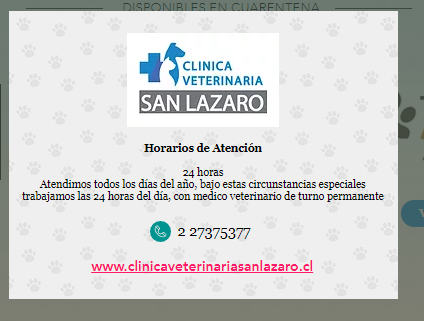 DISPONIBLES EN CUARENTENA
CLINICA
VETERINARIA
SAN LAZARO
Horarios de Atención
24 horas
Atendimos todos los días del año, bajo estas circunstancias especiales
trabajamos las 24 horas del día, con medico veterinario de turno permanente
2 27375377
www.clinicaveterinariasanlazaro.cl